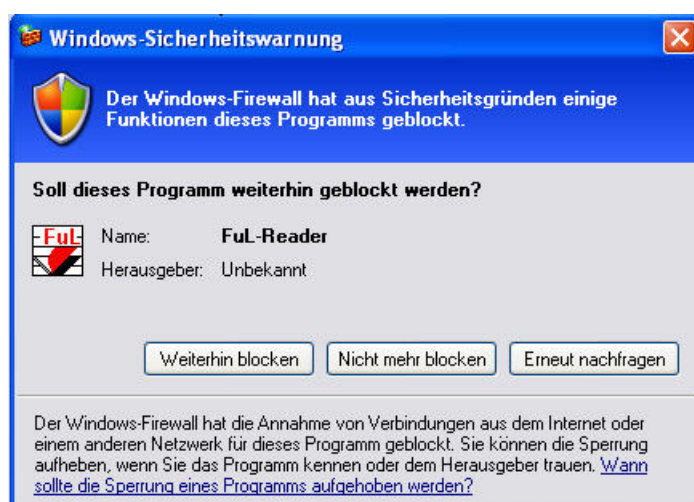 Windows-Sicherheitswarnung
Der Windows-Firewall hat aus Sicherheitsgründen einige
Funktionen dieses Programms geblockt.
Soll dieses Programm weiterhin geblockt werden?
FuL
Name: FuL-Reader
Herausgeber: Unbekannt
Weiterhin blocken Nicht mehr blocken Erneut nachfragen
Der Windows-Firewall hat die Annahme von Verbindungen aus dem Internet oder
einem anderen Netzwerk für dieses Programm geblockt. Sie können die Sperrung
aufheben, wenn Sie das Programm kennen oder dem Herausgeber trauen. Wann
sollte die Sperrung eines Programms aufgehoben werden?